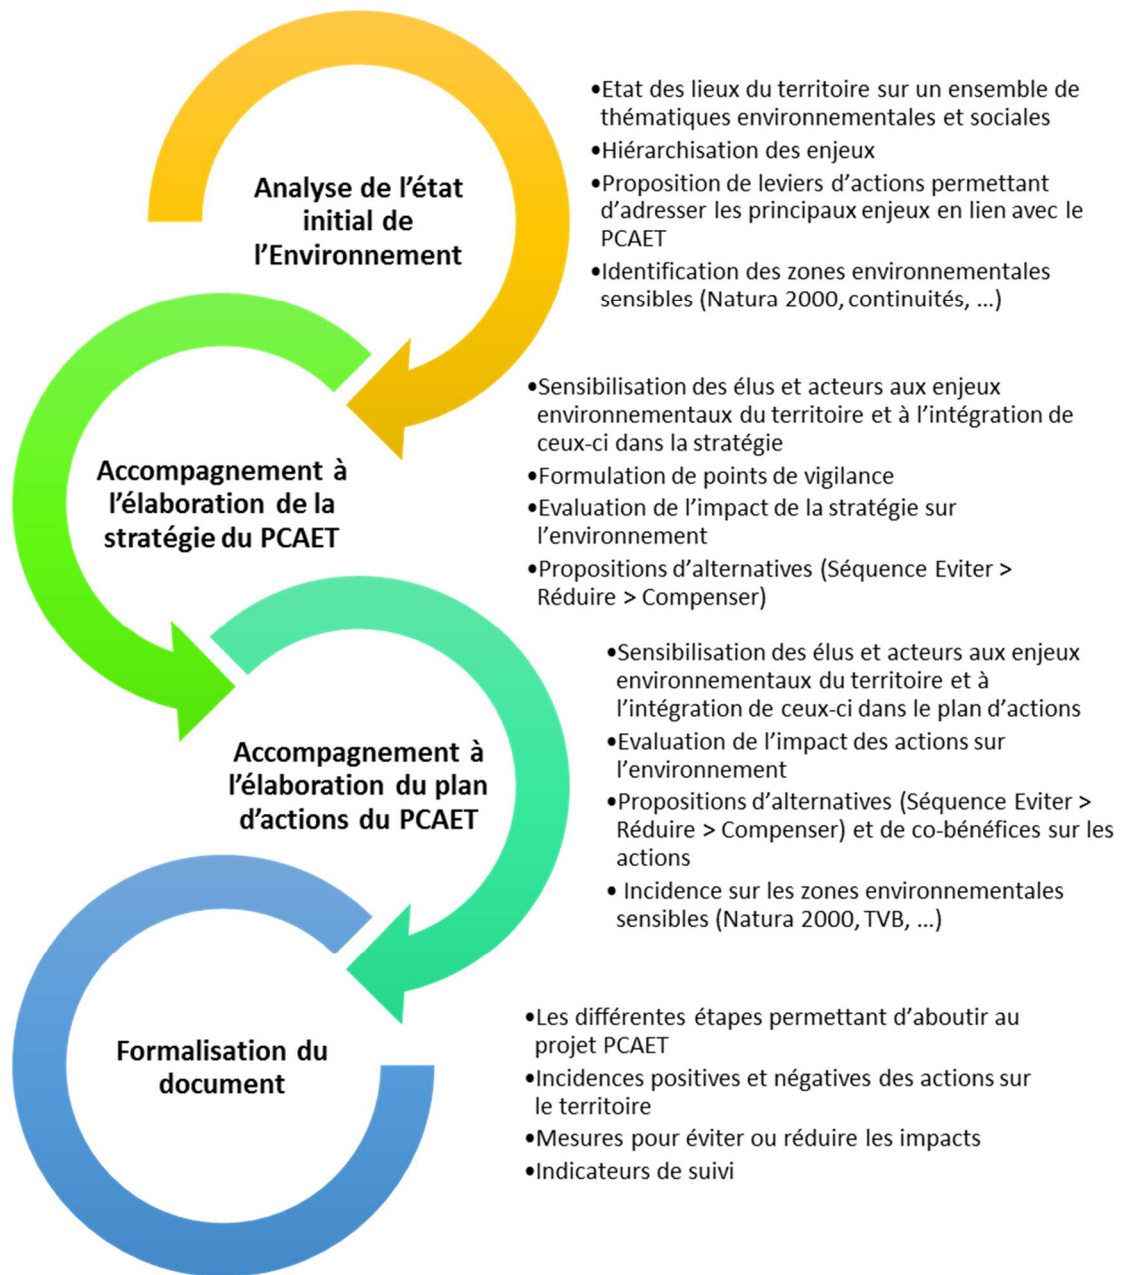 Analyse de l'état
initial de
l'Environnement
•Etat des lieux du territoire sur un ensemble de
thématiques environnementales et sociales
•Hiérarchisation des enjeux
•Proposition de leviers d'actions permettant
d'adresser les principaux enjeux en lien avec le
PCAET
•Identification des zones environnementales
sensibles (Natura 2000, continuités, …)
Accompagnement à
l'élaboration de la
stratégie du PCAET
•Sensibilisation des élus et acteurs aux enjeux
environnementaux du territoire et à l'intégration de
ceux-ci dans la stratégie
•Formulation de points de vigilance
•Evaluation de l'impact de la stratégie sur
l'environnement
•Propositions d'alternatives (Séquence Eviter >
Réduire > Compenser)
Accompagnement à
l'élaboration du plan
d'actions du PCAET
•Sensibilisation des élus et acteurs aux enjeux
environnementaux du territoire et à
l'intégration de ceux-ci dans le plan d'actions
•Evaluation de l'impact des actions sur
l'environnement
•Propositions d'alternatives (Séquence Eviter >
Réduire > Compenser) et de co-bénéfices sur les
actions
• Incidence sur les zones environnementales
sensibles (Natura 2000, TVB, …)
Formalisation du
document
•Les différentes étapes permettant d'aboutir au
projet PCAET
•Incidences positives et négatives des actions sur
le territoire
•Mesures pour éviter ou réduire les impacts
•Indicateurs de suivi